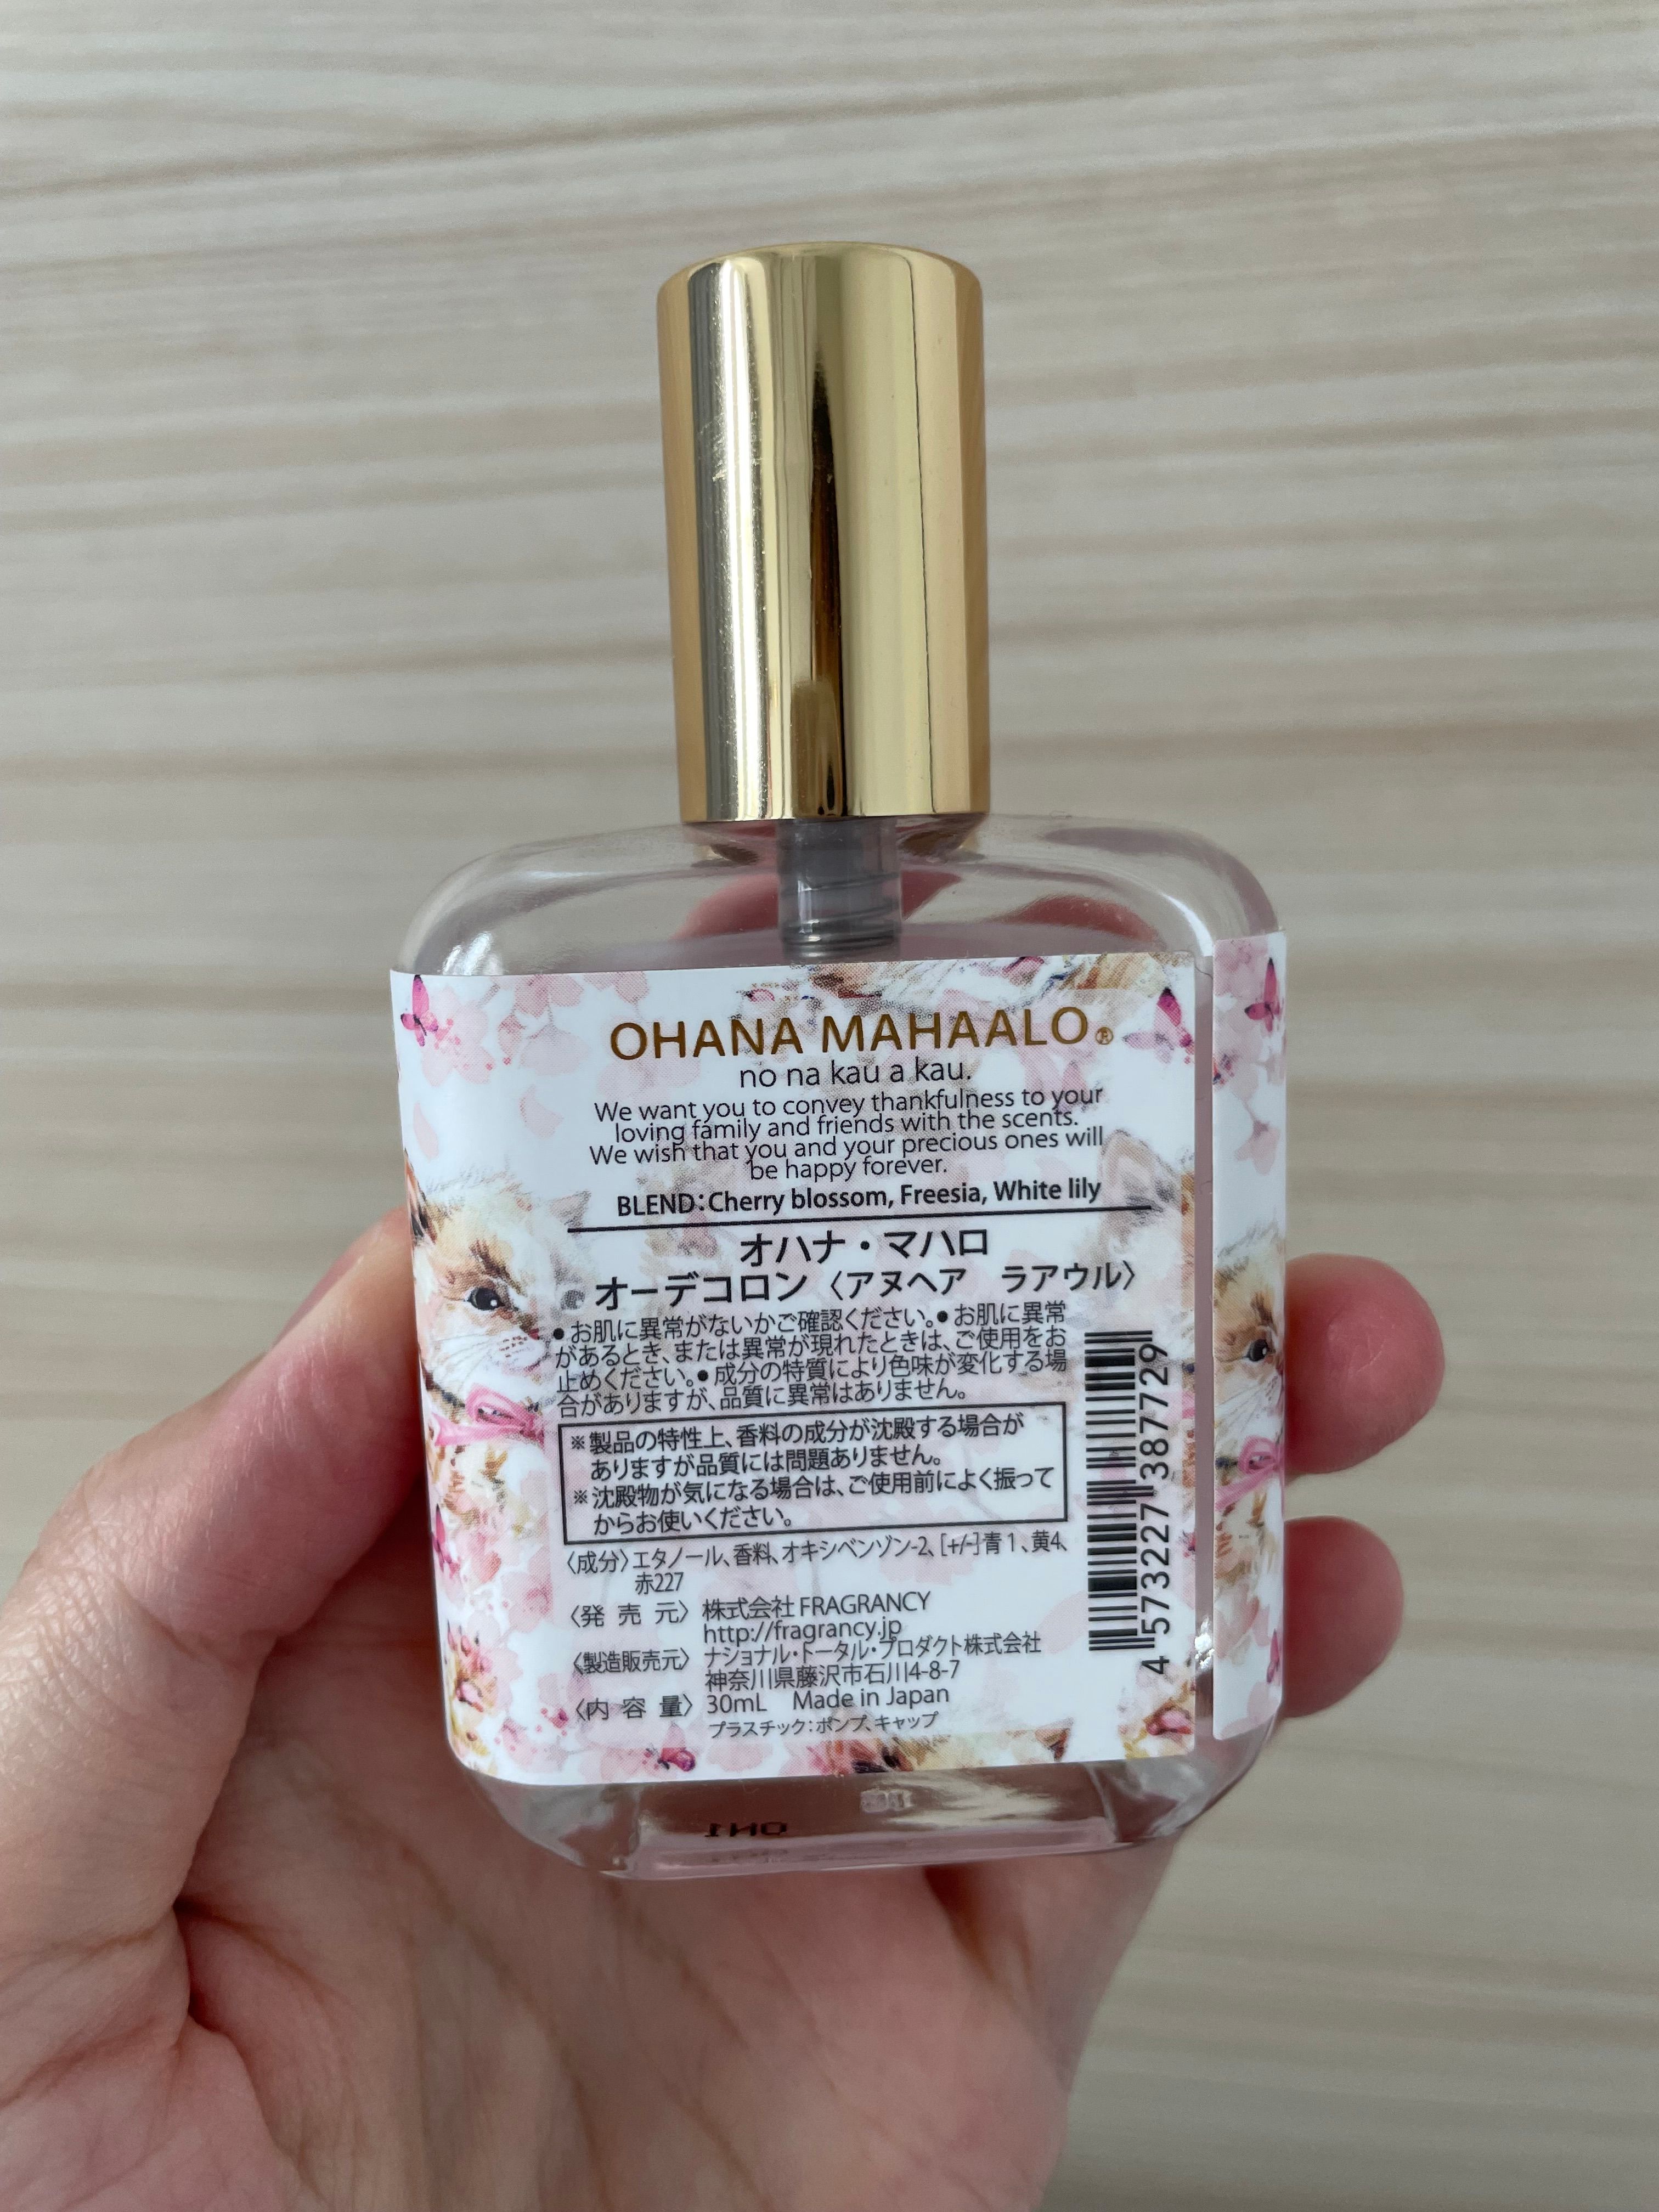 OHANA MAHAALO®
no na kau a kau.
We want you to convey thankfulness to your
loving family and friends with the scents.
We wish that you and your precious ones will
be happy forever.
BLEND:Cherry blossom, Freesia, White lily
オハナ・マハロ
オーデコロン〈アヌヘア ラアウル〉
●お肌に異常がないかご確認ください。●お肌に異常
があるとき、または異常が現れたときは、ご使用をお
止めください。●成分の特質により色味が変化する場
合がありますが、品質に異常はありません。
※製品の特性上、香料の成分が沈殿する場合が
ありますが品質には問題ありません。
※沈殿物が気になる場合は、ご使用前によく振って
からお使いください。
〈成分〉エタノール、香料、オキシベンゾン-2、[+/-]青1、黄4、
赤227
〈発売元〉株式会社 FRAGRANCY
http://fragrancy.jp
〈製造販売元〉ナショナル・トータル・プロダクト株式会社
神奈川県藤沢市石川4-8-7
〈内容量〉30mL Made in Japan
プラスチック:ポンプ、キャップ
4 573227 387729
ON1